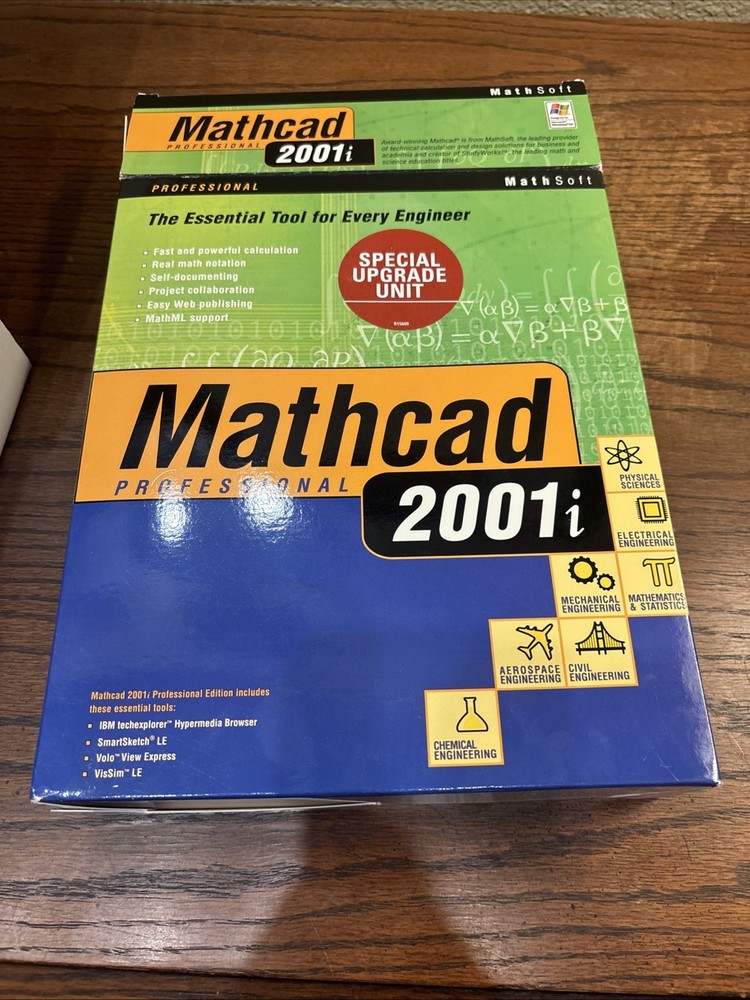 MathSoft
Mathcad
PROFESSIONAL
2001i
Award-winning Mathcad® is from MathSoft, the leading provider
of technical calculation and design solutions for business and
academia and creator of StudyWorks!™, the leading math and
science education titles.
PROFESSIONAL
MathSoft
The Essential Tool for Every Engineer
• Fast and powerful calculation
• Real math notation
• Self-documenting
• Project collaboration
• Easy Web publishing
• MathML support
SPECIAL
UPGRADE
UNIT
∇(αβ) = α∇β + β
∇(αβ) = α∇β + β∇
Mathcad
PROFESSIONAL
2001i
PHYSICAL
SCIENCES
ELECTRICAL
ENGINEERING
MECHANICAL
ENGINEERING
π
MATHEMATICS
& STATISTICS
AEROSPACE
ENGINEERING
CIVIL
ENGINEERING
CHEMICAL
ENGINEERING
Mathcad 2001i Professional Edition includes
these essential tools:
▪ IBM techexplorer™ Hypermedia Browser
▪ SmartSketch® LE
▪ Volo™ View Express
▪ VisSim™ LE